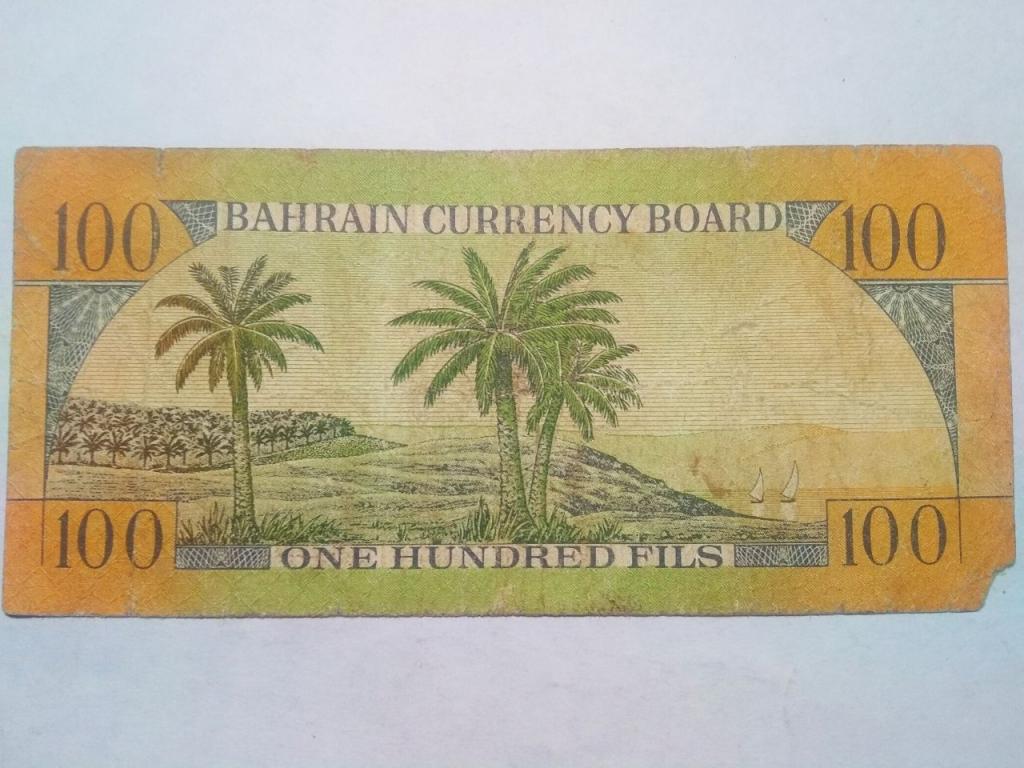 100 BAHRAIN CURRENCY BOARD 100
100 ONE HUNDRED FILS 100